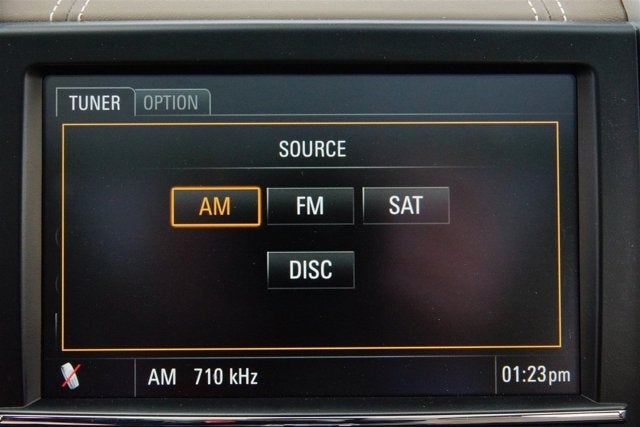 TUNER OPTION
SOURCE
AM FM SAT
DISC
AM 710 kHz 01:23pm